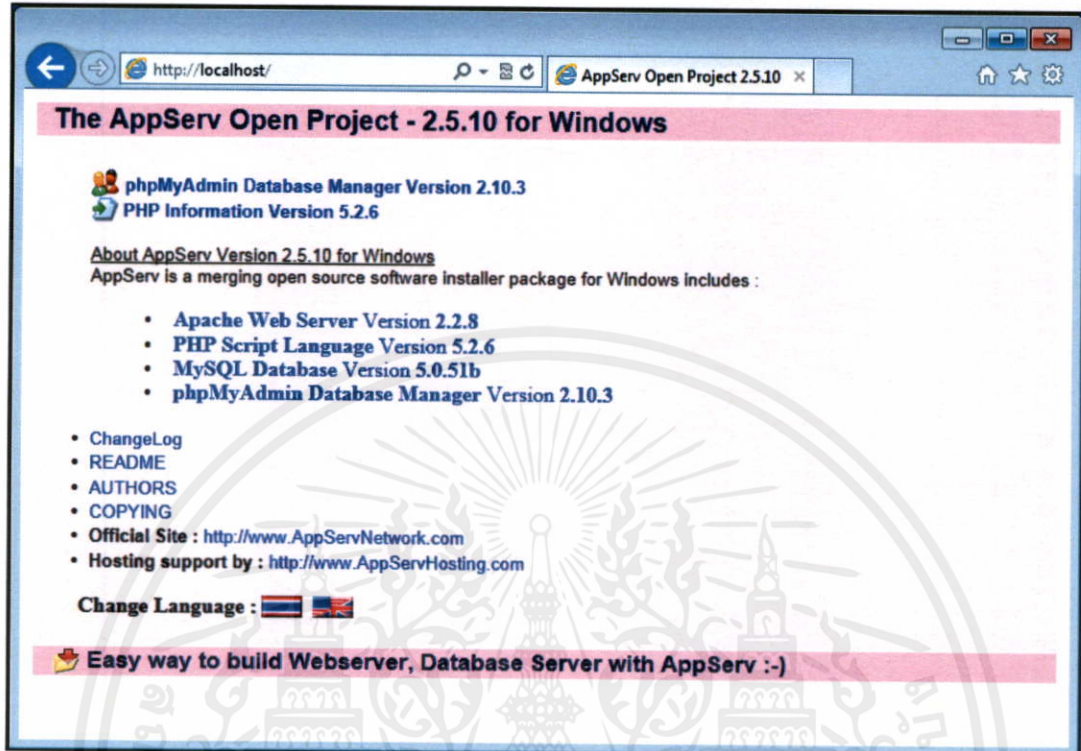 http://localhost/
AppServ Open Project 2.5.10
The AppServ Open Project - 2.5.10 for Windows
phpMyAdmin Database Manager Version 2.10.3
PHP Information Version 5.2.6
About AppServ Version 2.5.10 for Windows
AppServ is a merging open source software installer package for Windows includes :
• Apache Web Server Version 2.2.8
• PHP Script Language Version 5.2.6
• MySQL Database Version 5.0.51b
• phpMyAdmin Database Manager Version 2.10.3
• ChangeLog
• README
• AUTHORS
• COPYING
• Official Site : http://www.AppServNetwork.com
• Hosting support by : http://www.AppServHosting.com
Change Language :
Easy way to build Webserver, Database Server with AppServ :-)